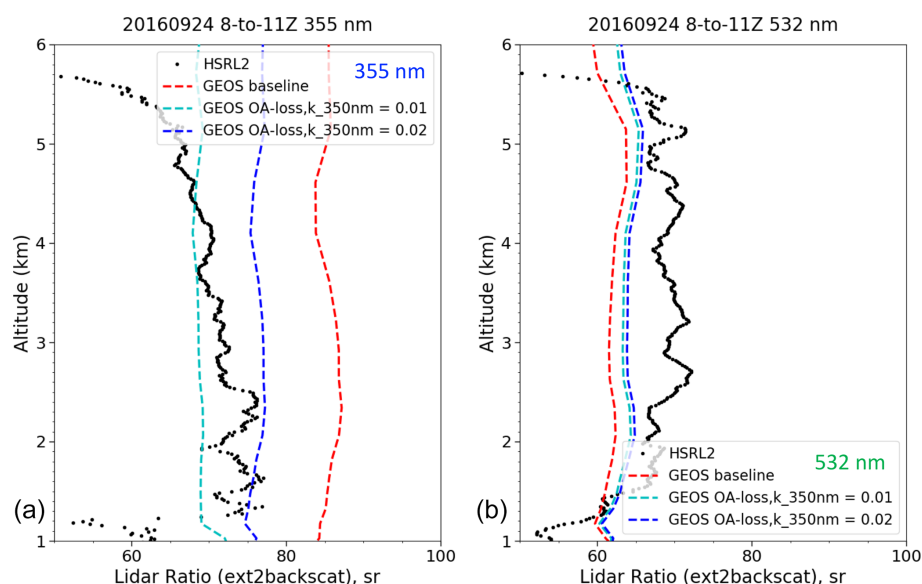 20160924 8-to-11Z 355 nm
HSRL2
GEOS baseline
GEOS OA-loss,k_350nm = 0.01
GEOS OA-loss,k_350nm = 0.02
355 nm
(a)
6
5
4
3
2
1
Altitude (km)
60
80
100
Lidar Ratio (ext2backscat), sr
20160924 8-to-11Z 532 nm
HSRL2
GEOS baseline
GEOS OA-loss,k_350nm = 0.01
GEOS OA-loss,k_350nm = 0.02
532 nm
(b)
6
5
4
3
2
1
Altitude (km)
60
80
100
Lidar Ratio (ext2backscat), sr